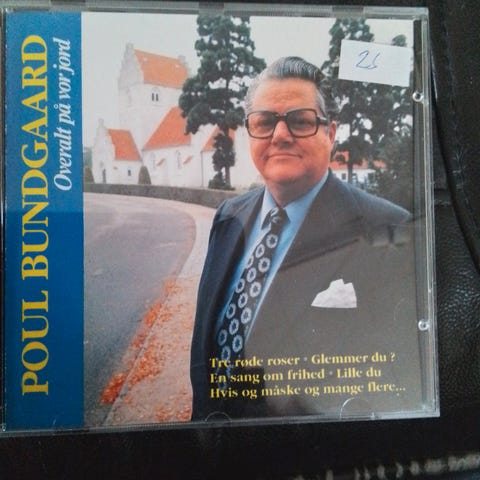 POUL BUNDGAARD
Overalt på vor jord
Tre røde roser * Glemmer du ?
En sang om frihed * Lille du
Hvis og måske og mange flere...